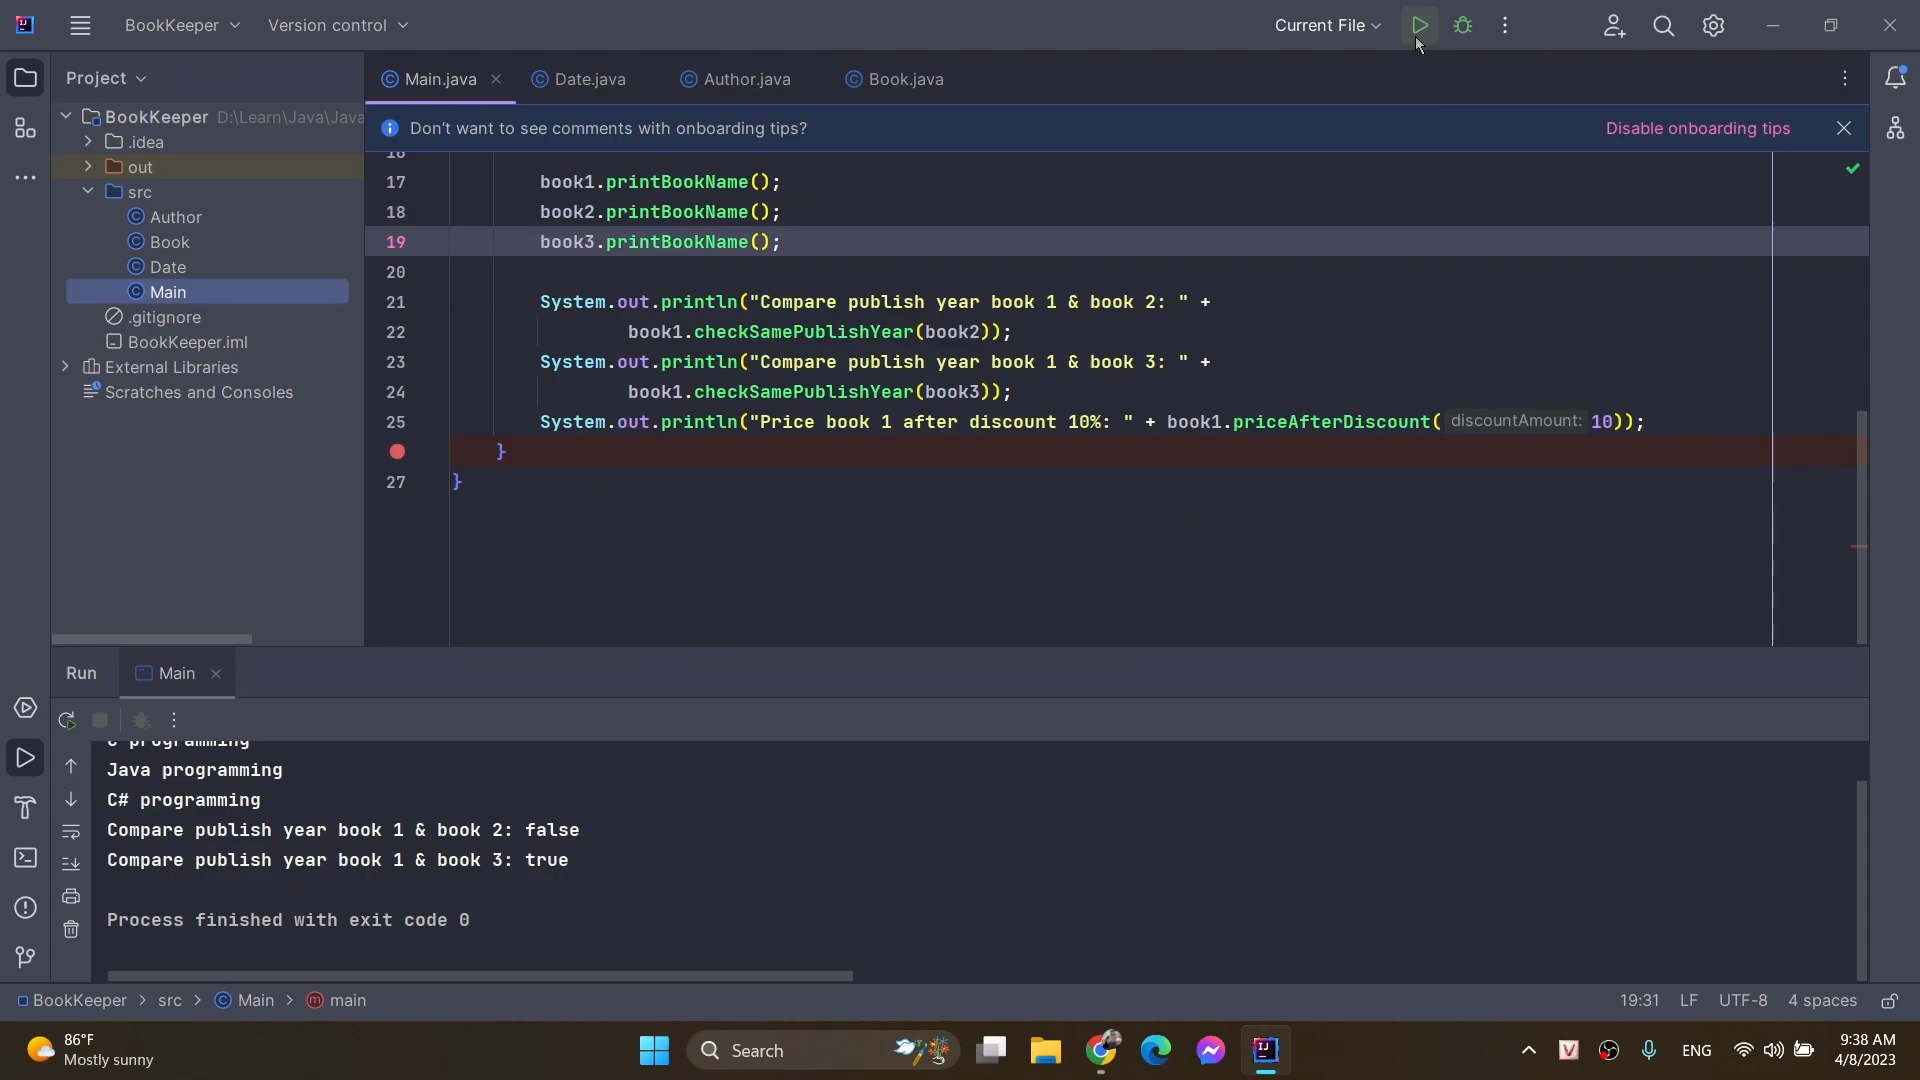 BookKeeper
Version control
Current File
Project
Main.java
Date.java
Author.java
Book.java
BookKeeper D:\Learn\Java\Java
.idea
out
src
Author
Book
Date
Main
.gitignore
BookKeeper.iml
External Libraries
Scratches and Consoles
Don't want to see comments with onboarding tips?
Disable onboarding tips
17 book1.printBookName();
18 book2.printBookName();
19 book3.printBookName();
20
21 System.out.println("Compare publish year book 1 & book 2: " +
22 book1.checkSamePublishYear(book2));
23 System.out.println("Compare publish year book 1 & book 3: " +
24 book1.checkSamePublishYear(book3));
25 System.out.println("Price book 1 after discount 10%: " + book1.priceAfterDiscount( discountAmount: 10));
}
27 }
Run
Main
C programming
Java programming
C# programming
Compare publish year book 1 & book 2: false
Compare publish year book 1 & book 3: true
Process finished with exit code 0
BookKeeper > src > Main > main
19:31 LF UTF-8 4 spaces
86°F
Mostly sunny
Search
ENG
9:38 AM
4/8/2023